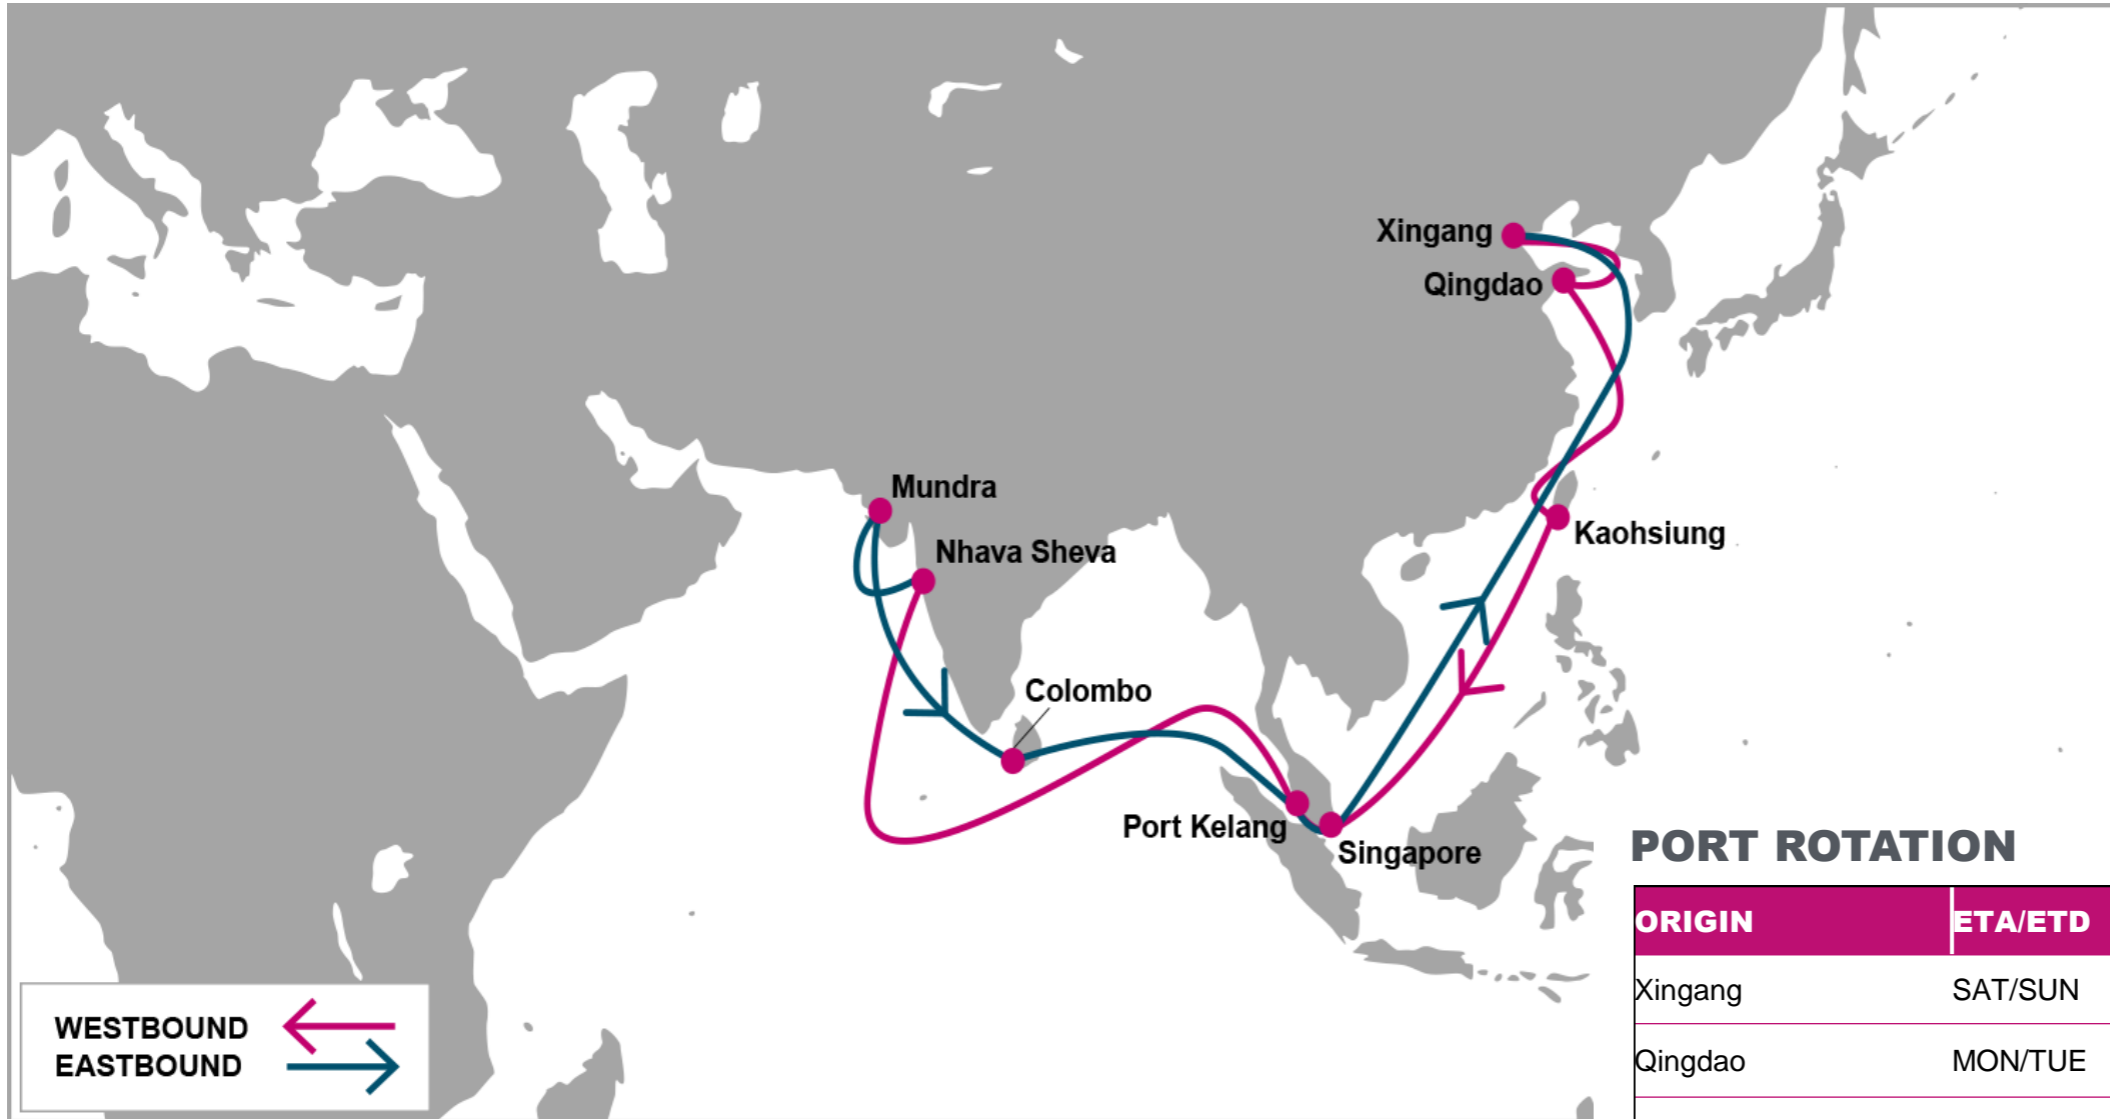 Xingang
Qingdao
Mundra
Nhava Sheva
Kaohsiung
Colombo
Port Kelang
Singapore
WESTBOUND
EASTBOUND
PORT ROTATION
ORIGIN ETA/ETD
Xingang SAT/SUN
Qingdao MON/TUE